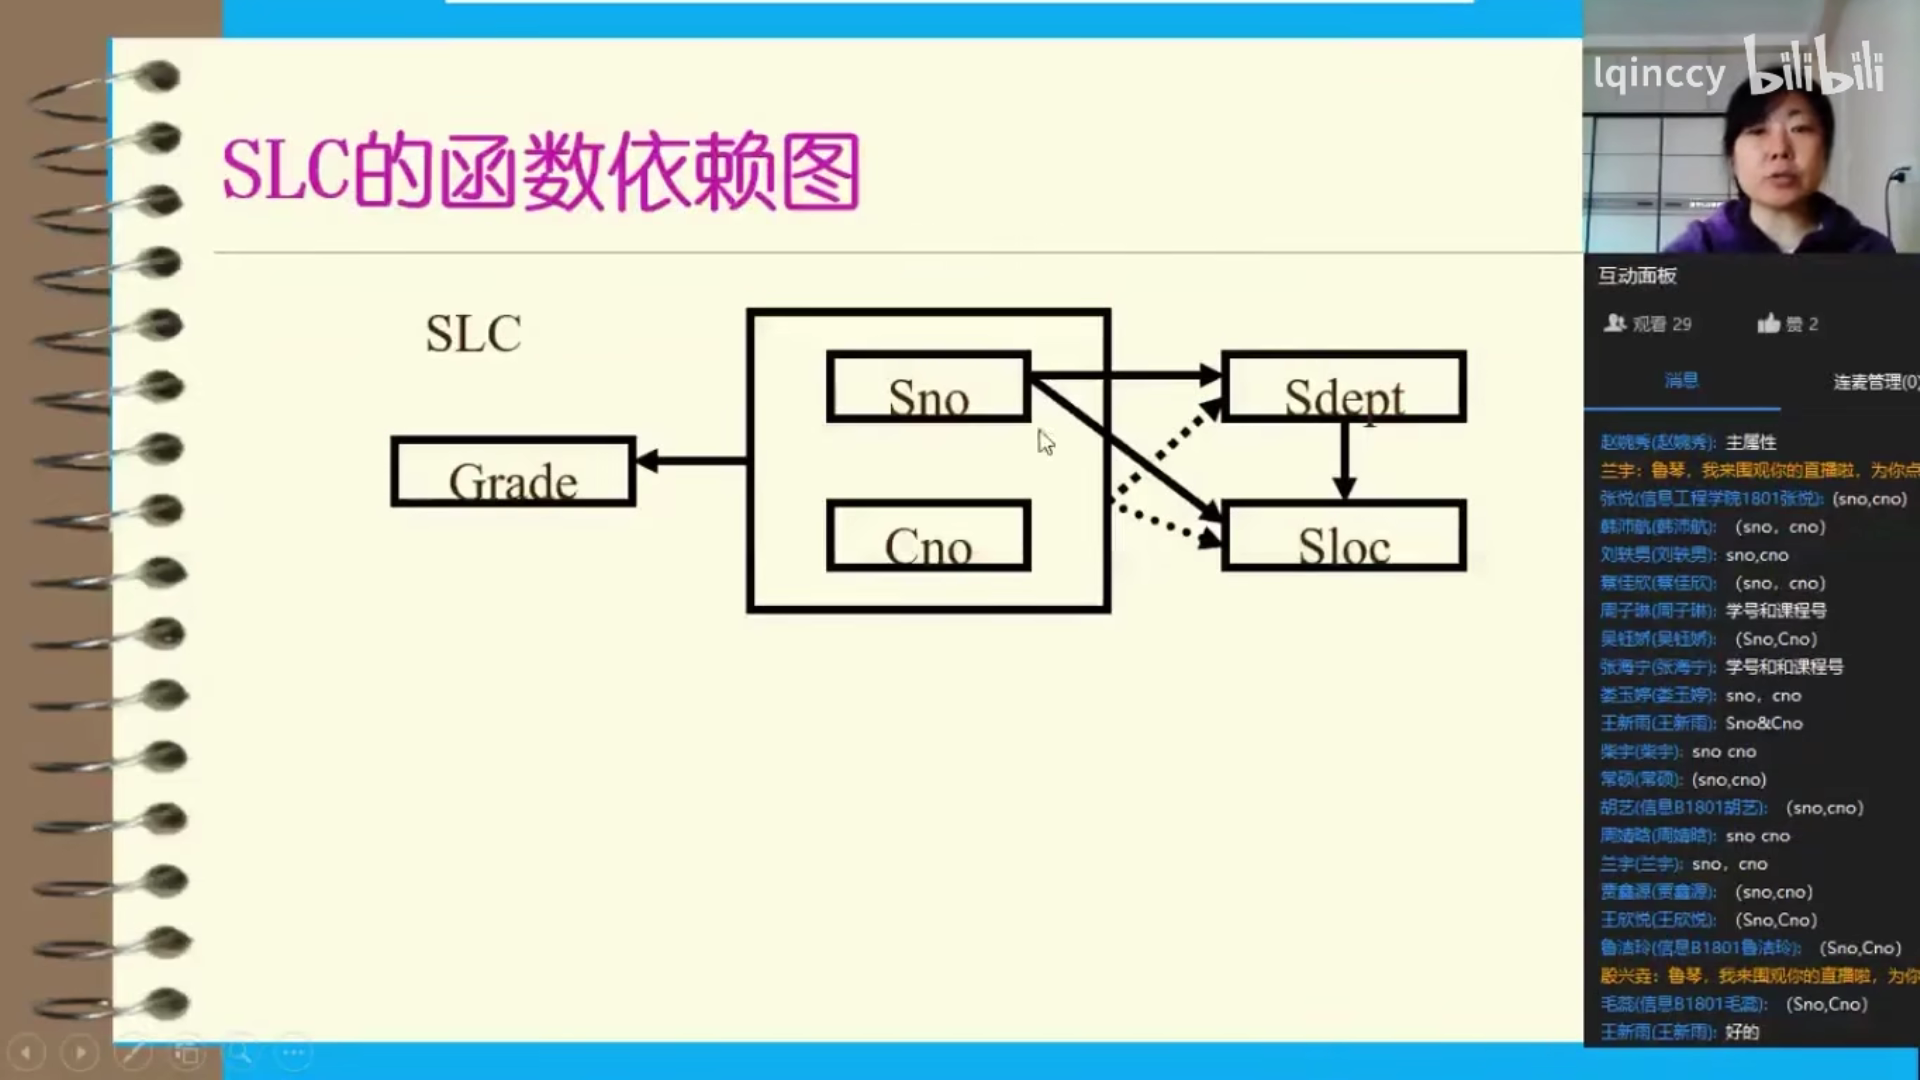 SLC的函数依赖图
SLC
Sno
Sdept
Grade
Cno
Sloc
lqinccy bilibili
互动面板
观看 29 赞 2
消息 连麦管理(0)
赵婉秀(赵婉秀): 主属性
兰宇: 鲁琴, 我来围观你的直播啦, 为你点
张悦(信息工程学院1801张悦): (sno,cno)
韩沛航(韩沛航): (sno, cno)
刘轶男(刘轶男): sno,cno
蔡佳欣(蔡佳欣): (sno, cno)
周子琳(周子琳): 学号和课程号
吴钰娇(吴钰娇): (Sno,Cno)
张海宁(张海宁): 学号和和课程号
娄玉婷(娄玉婷): sno, cno
王新雨(王新雨): Sno&Cno
柴宇(柴宇): sno cno
常硕(常硕): (sno,cno)
胡艺(信息B1801胡艺): (sno,cno)
sno cno
兰宇(兰宇): sno, cno
贾鑫源(贾鑫源): (sno,cno)
王欣悦(王欣悦): (Sno,Cno)
鲁洁玲(信息B1801鲁洁玲): (Sno,Cno)
殷兴垚: 鲁琴, 我来围观你的直播啦, 为你
毛蕊(信息B1801毛蕊): (Sno,Cno)
王新雨(王新雨): 好的